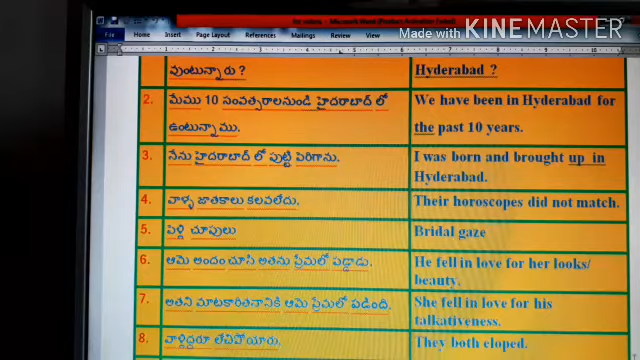 Made with KINEMASTER
File Home Insert Page Layout References Mailings Review View
వుంటున్నారు ?
Hyderabad ?
2. మేము 10 సంవత్సరాలనుండి హైదరాబాద్ లో
ఉంటున్నాము.
We have been in Hyderabad for
the past 10 years.
3. నేను హైదరాబాద్ లో పుట్టి పెరిగాను.
I was born and brought up in
Hyderabad.
4. వాళ్ళ జాతకాలు కలవలేదు.
Their horoscopes did not match.
5. పెళ్లి చూపులు
Bridal gaze
6. ఆమె అందం చూసి అతను ప్రేమలో పడ్డాడు.
He fell in love for her looks/
beauty.
7. అతని మాటకారితనానికి ఆమె ప్రేమలో పడింది.
She fell in love for his
talkativeness.
8. వాళ్లిద్దరూ లేచిపోయారు.
They both eloped.